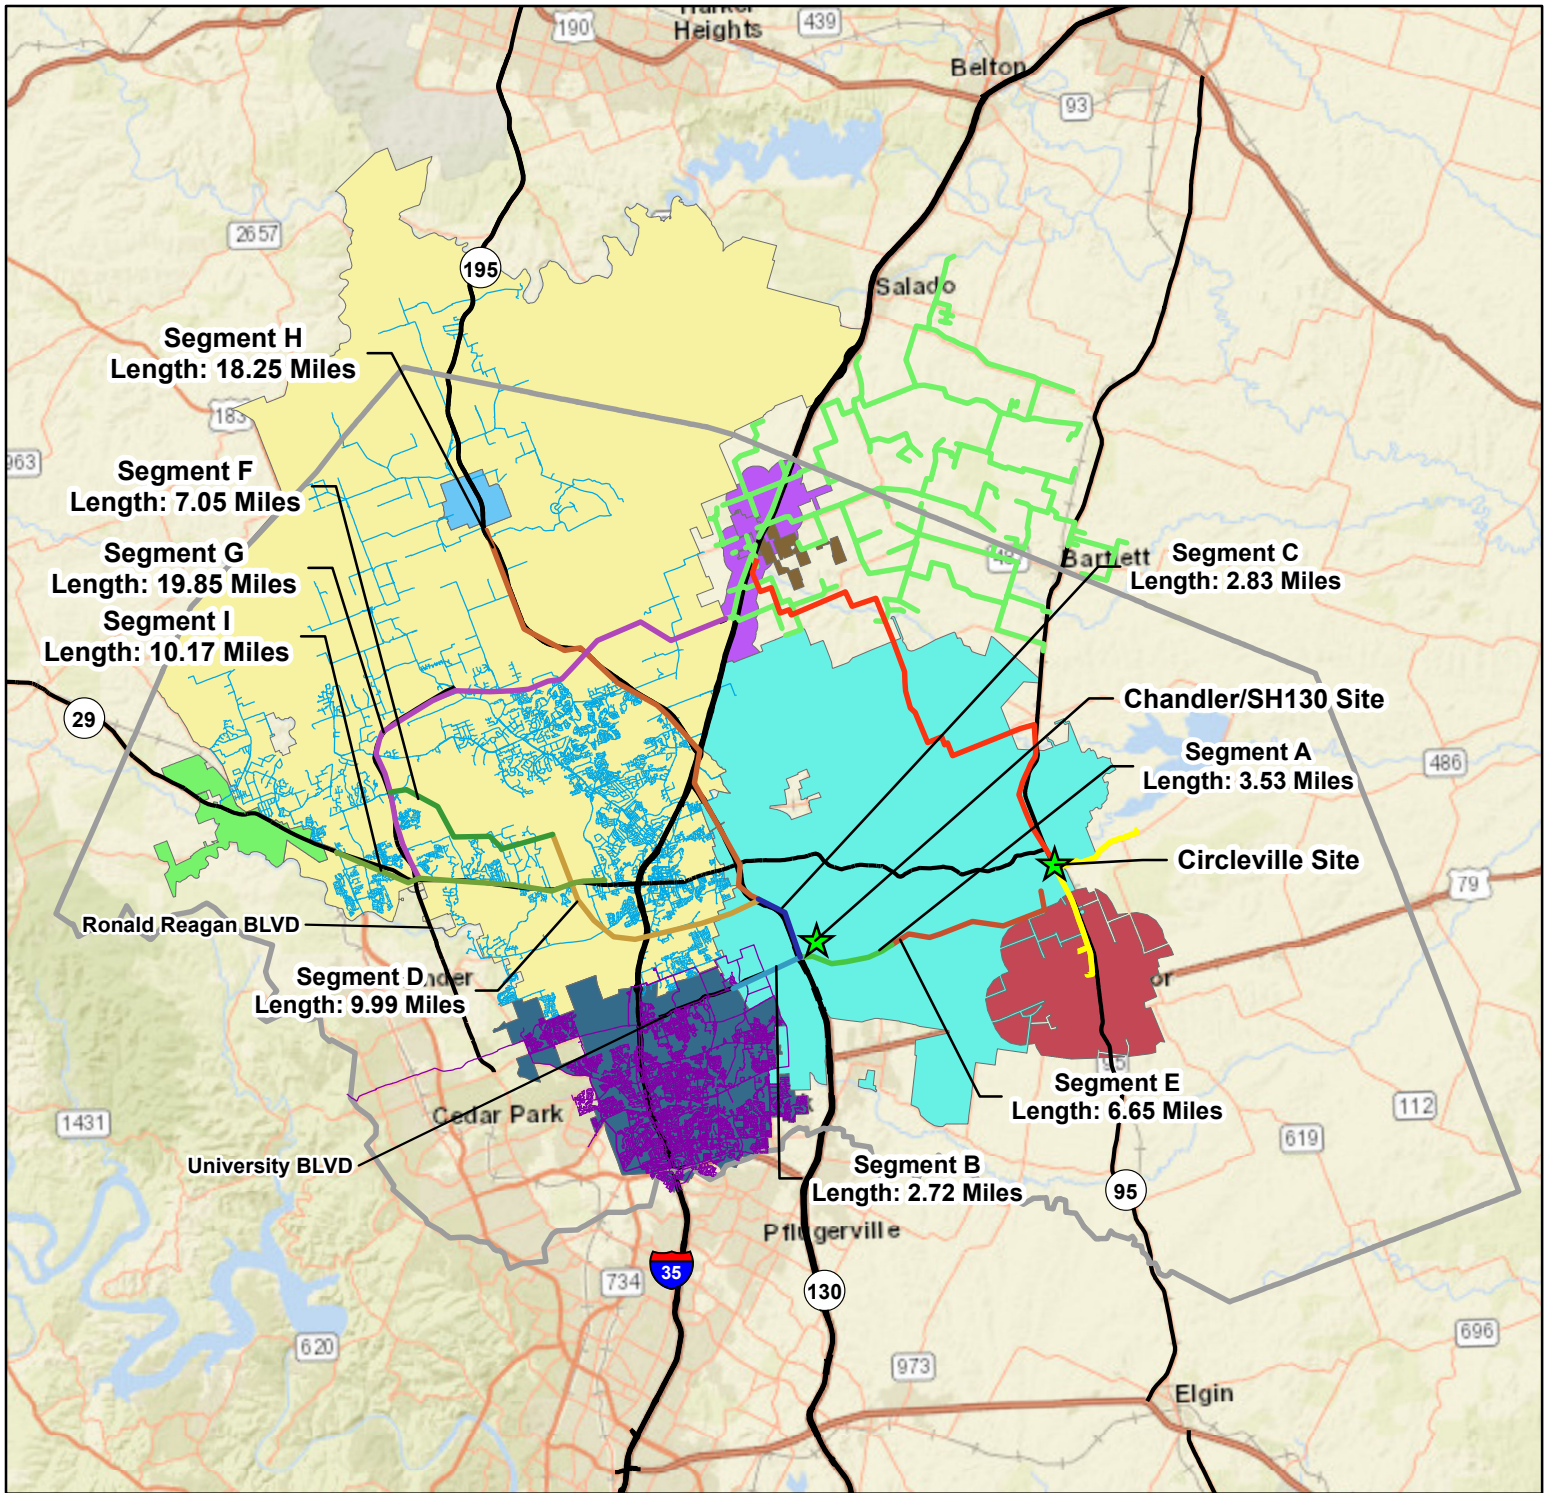 Heights
190
439
Belton
93
2657
195
Salado
Segment H
Length: 18.25 Miles
183
963
Segment F
Length: 7.05 Miles
Segment G
Length: 19.85 Miles
Segment I
Length: 10.17 Miles
Bartlett
Segment C
Length: 2.83 Miles
Chandler/SH130 Site
29
Segment A
Length: 3.53 Miles
486
Circleville Site
79
Ronald Reagan BLVD
Segment D
Length: 9.99 Miles
nder
or
95
Segment E
Length: 6.65 Miles
112
1431
Cedar Park
619
University BLVD
Segment B
Length: 2.72 Miles
95
Pflugerville
35
734
130
620
696
973
Elgin